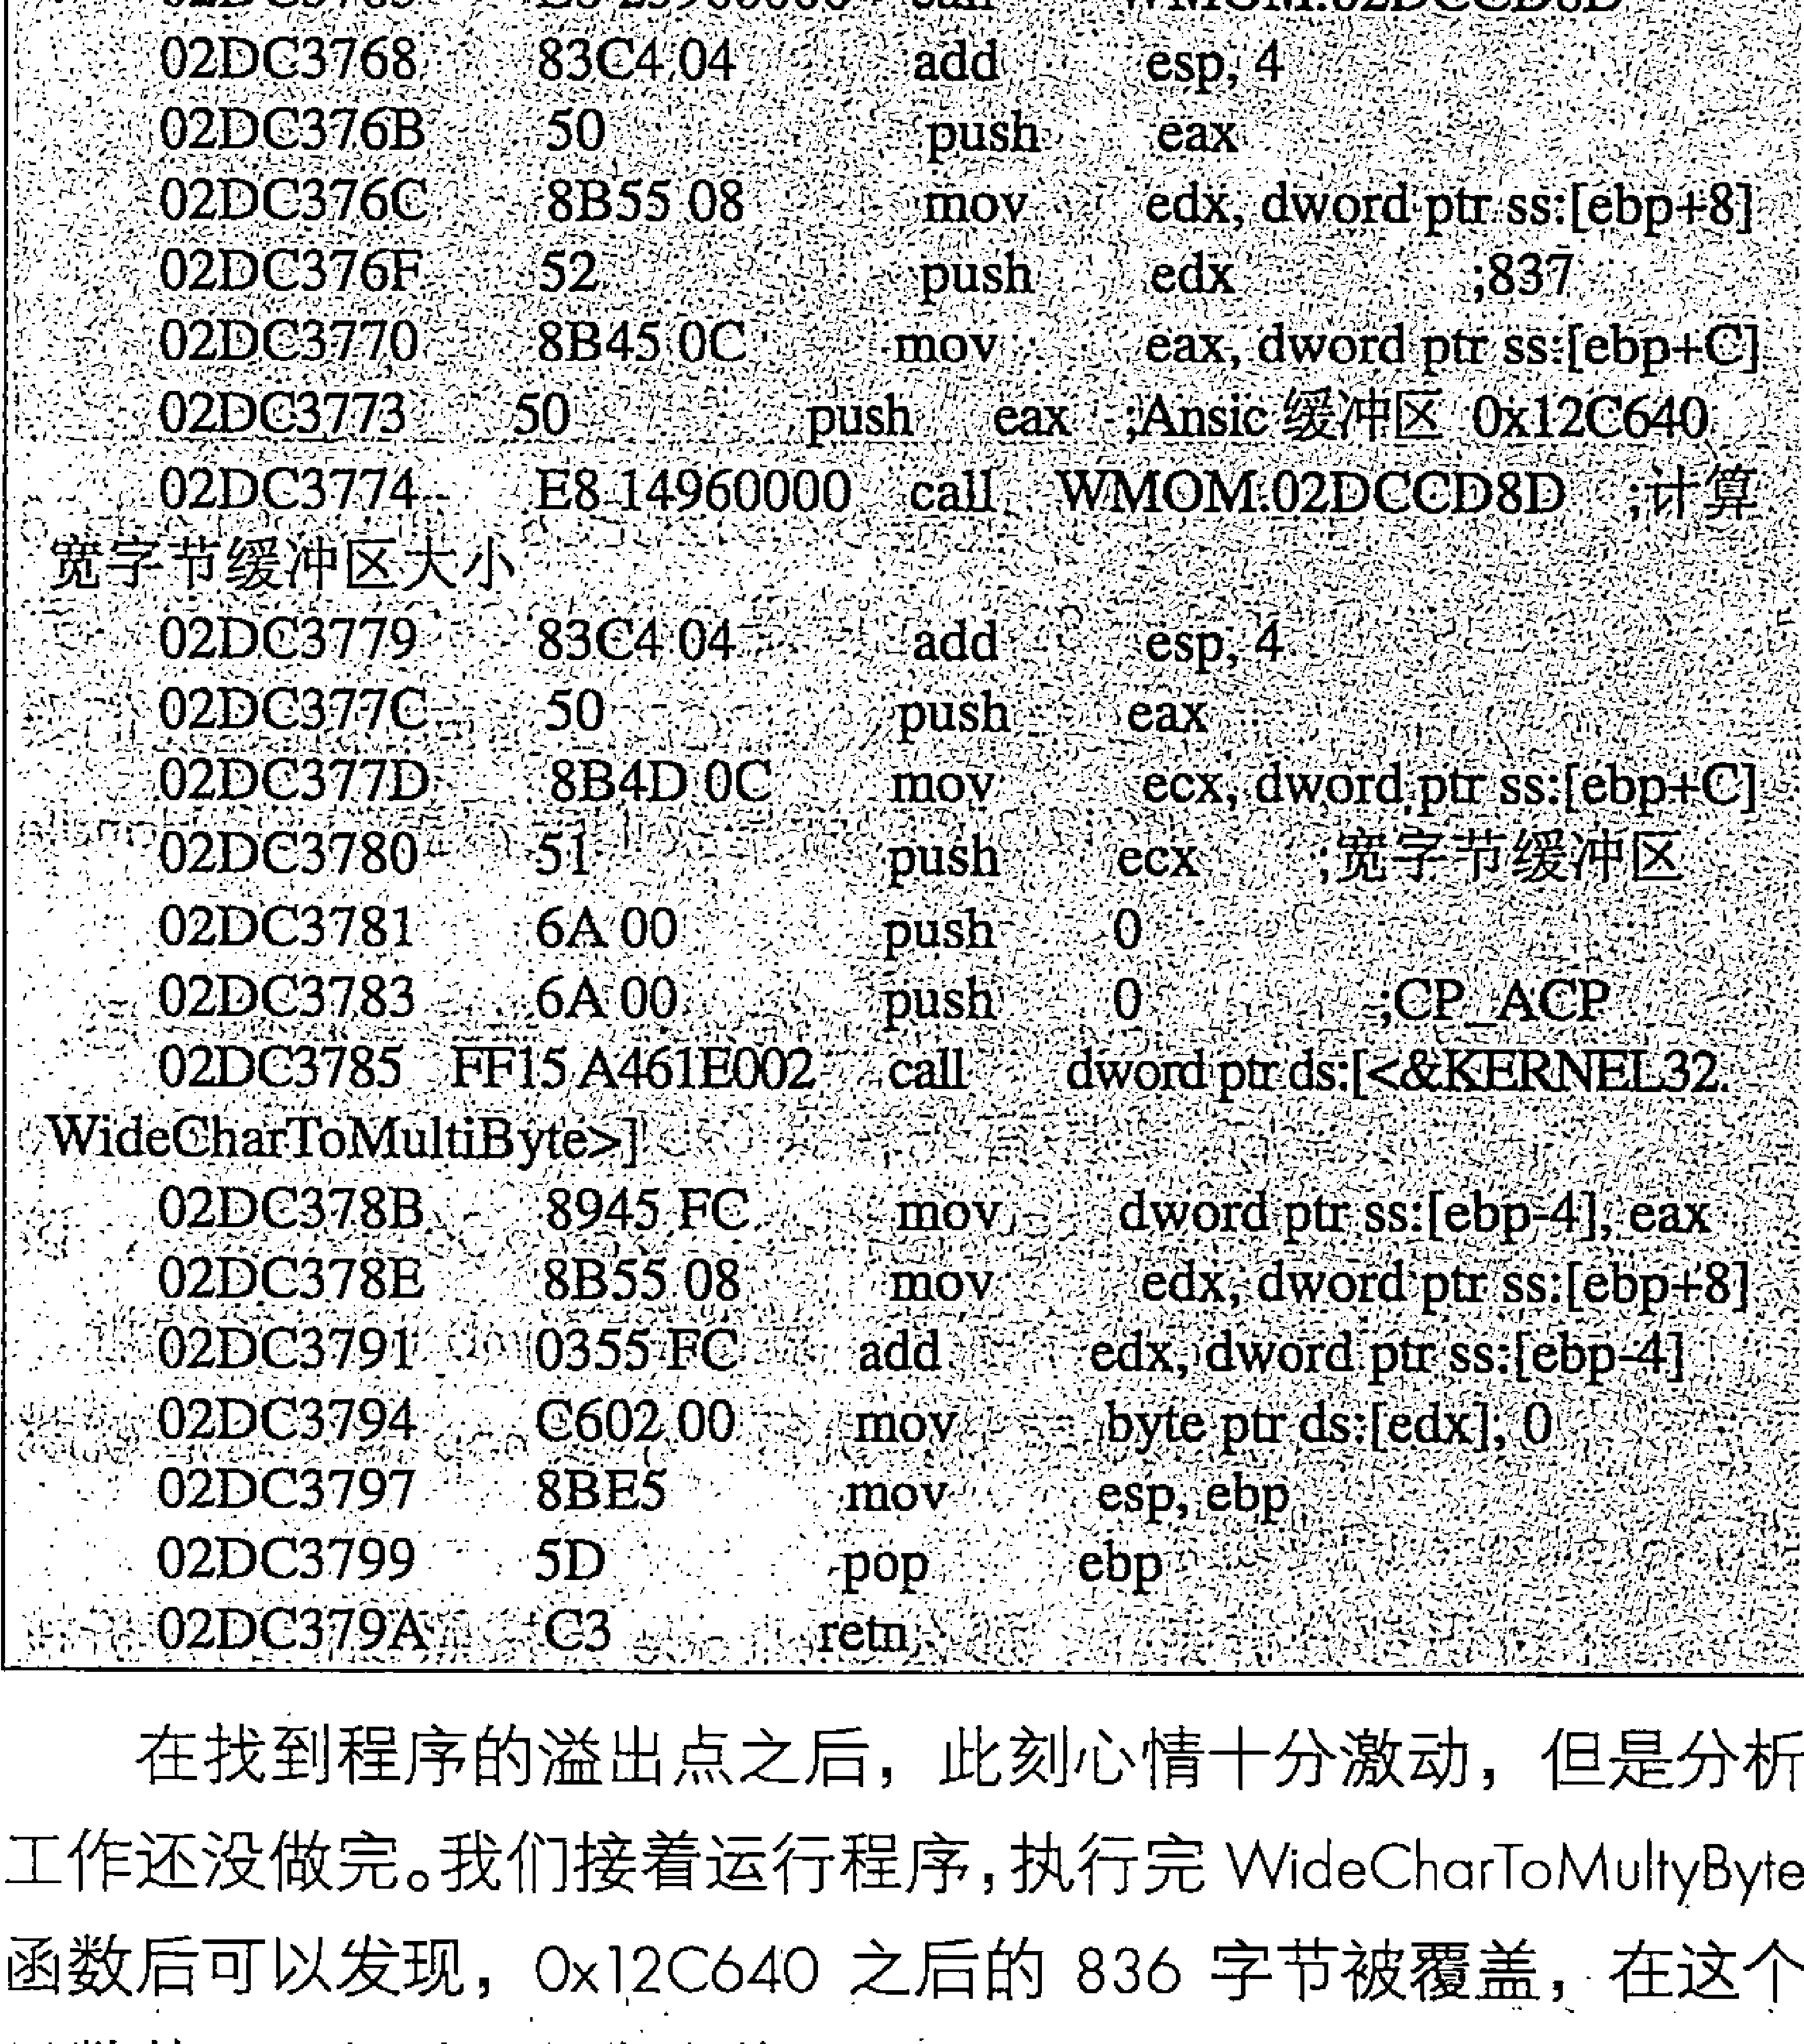 02DC3768 83C4 04 add esp, 4
02DC376B 50 push eax
02DC376C 8B55 08 mov edx, dword ptr ss:[ebp+8]
02DC376F 52 push edx ;837
02DC3770 8B45 0C mov eax, dword ptr ss:[ebp+C]
02DC3773 50 push eax ;Ansic 缓冲区 0x12C640
02DC3774 E8 14960000 call WMOM.02DCCD8D ;计算
宽字节缓冲区大小
02DC3779 83C4 04 add esp, 4
02DC377C 50 push eax
02DC377D 8B4D 0C mov ecx, dword ptr ss:[ebp+C]
02DC3780 51 push ecx ;宽字节缓冲区
02DC3781 6A 00 push 0
02DC3783 6A 00 push 0 ;CP_ACP
02DC3785 FF15 A461E002 call dword ptr ds:[<&KERNEL32.
WideCharToMultiByte>]
02DC378B 8945 FC mov dword ptr ss:[ebp-4], eax
02DC378E 8B55 08 mov edx, dword ptr ss:[ebp+8]
02DC3791 0355 FC add edx, dword ptr ss:[ebp-4]
02DC3794 C602 00 mov byte ptr ds:[edx], 0
02DC3797 8BE5 mov esp, ebp
02DC3799 5D pop ebp
02DC379A C3 retn
在找到程序的溢出点之后，此刻心情十分激动，但是分析
工作还没做完。我们接着运行程序，执行完 WideCharToMultyByte
函数后可以发现，0x12C640 之后的 836 字节被覆盖，在这个